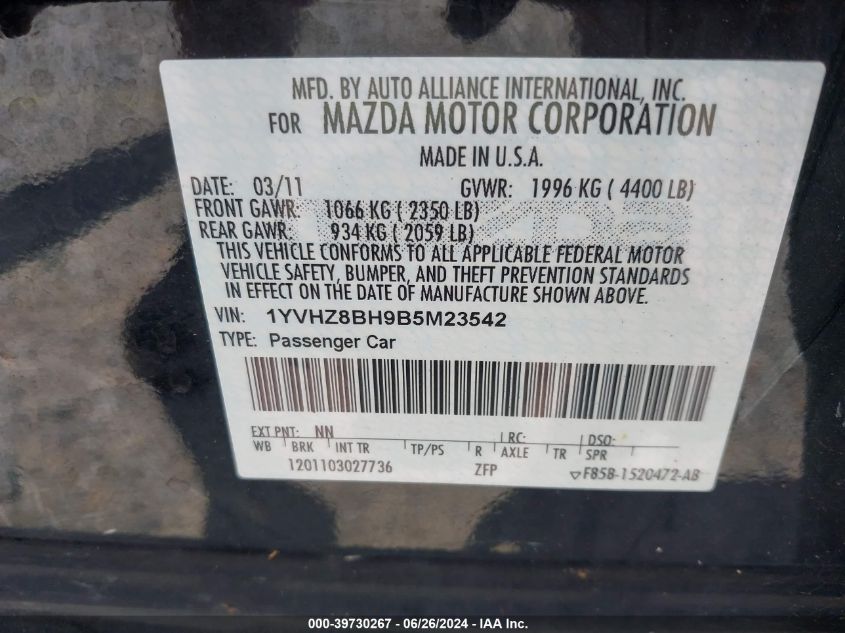 MFD. BY AUTO ALLIANCE INTERNATIONAL, INC.
FOR MAZDA MOTOR CORPORATION
MADE IN U.S.A.
DATE: 03/11 GVWR: 1996 KG ( 4400 LB)
FRONT GAWR: 1066 KG ( 2350 LB)
REAR GAWR: 934 KG ( 2059 LB)
THIS VEHICLE CONFORMS TO ALL APPLICABLE FEDERAL MOTOR
VEHICLE SAFETY, BUMPER, AND THEFT PREVENTION STANDARDS
IN EFFECT ON THE DATE OF MANUFACTURE SHOWN ABOVE.
VIN: 1YVHZ8BH9B5M23542
TYPE: Passenger Car
EXT PNT: NN RC: DSO:
WB BRK INT TR TP/PS R AXLE TR SPR
1201103027736 ZFP F85B-1520472-AB
000-39730267 - 06/26/2024 - IAA Inc.